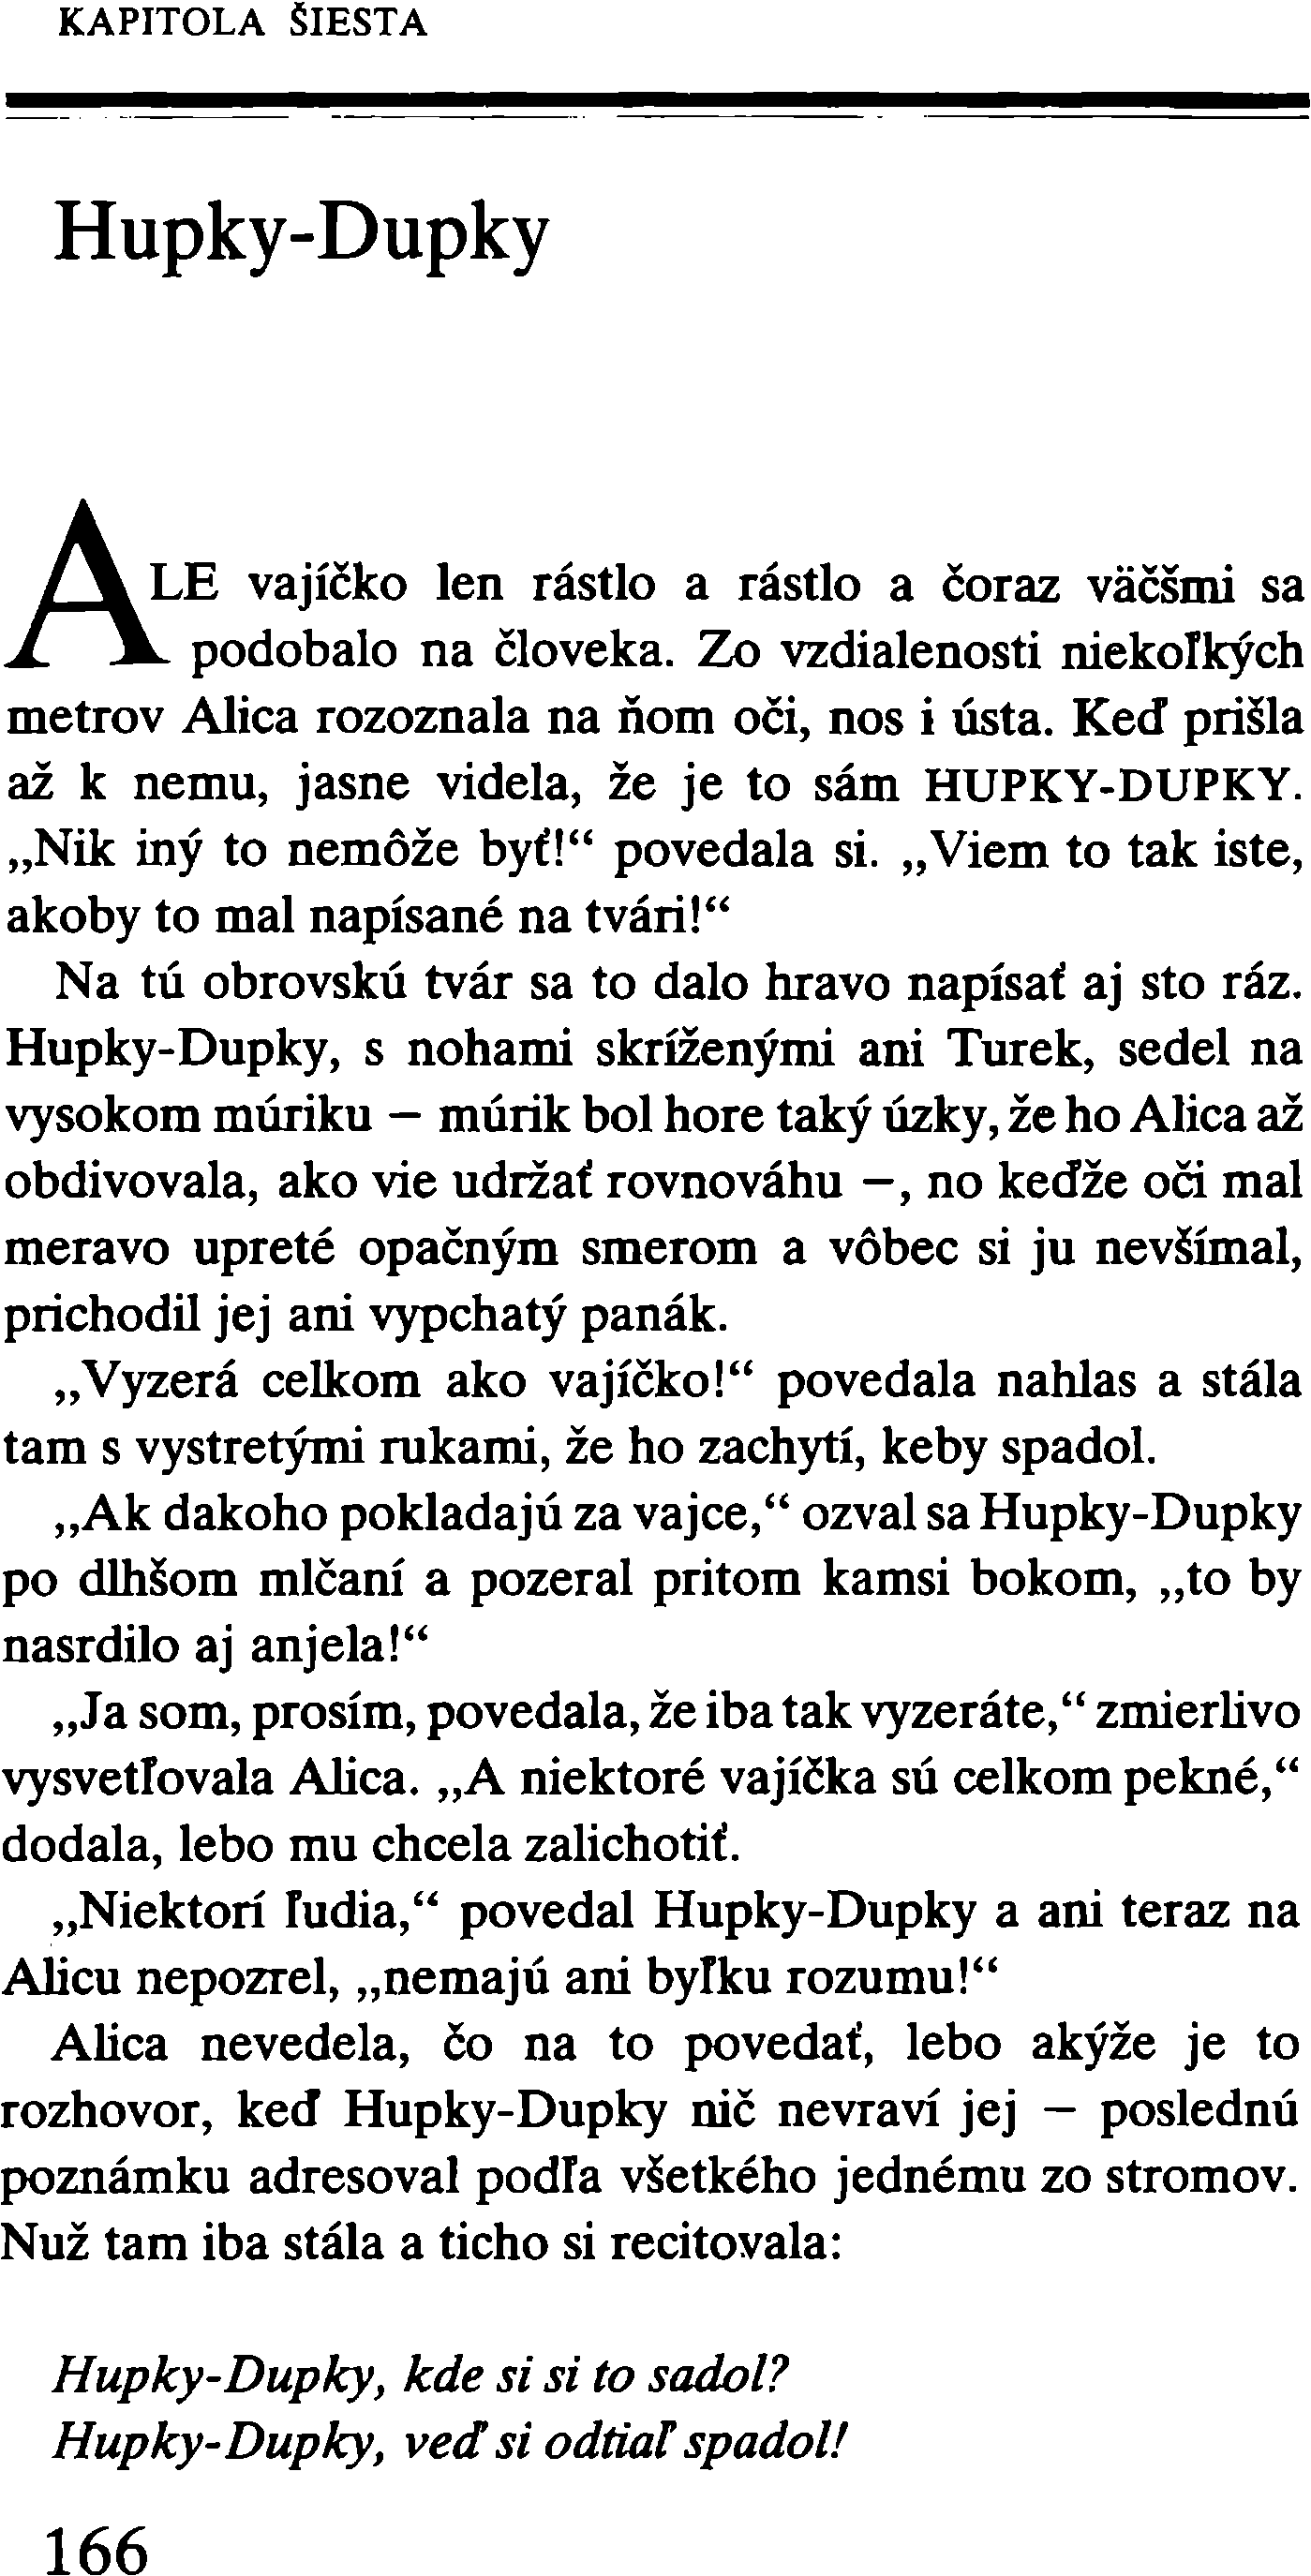 KAPITOLA ŠIESTA
Hupky-Dupky
ALE vajíčko len rástlo a rástlo a čoraz väčšmi sa
podobalo na človeka. Zo vzdialenosti niekoľkých
metrov Alica rozoznala na ňom oči, nos i ústa. Keď prišla
až k nemu, jasne videla, že je to sám HUPKY-DUPKY.
„Nik iný to nemôže byť!“ povedala si. „Viem to tak iste,
akoby to mal napísané na tvári!“
Na tú obrovskú tvár sa to dalo hravo napísať aj sto ráz.
Hupky-Dupky, s nohami skríženými ani Turek, sedel na
vysokom múriku – múrik bol hore taký úzky, že ho Alica až
obdivovala, ako vie udržať rovnováhu –, no keďže oči mal
meravo upreté opačným smerom a vôbec si ju nevšímal,
prichodil jej ani vypchatý panák.
„Vyzerá celkom ako vajíčko!“ povedala nahlas a stála
tam s vystretými rukami, že ho zachytí, keby spadol.
„Ak dakoho pokladajú za vajce,“ ozval sa Hupky-Dupky
po dlhšom mlčaní a pozeral pritom kamsi bokom, „to by
nasrdilo aj anjela!“
„Ja som, prosím, povedala, že iba tak vyzeráte,“ zmierlivo
vysvetľovala Alica. „A niektoré vajíčka sú celkom pekné,“
dodala, lebo mu chcela zalichotiť.
„Niektorí ľudia,“ povedal Hupky-Dupky a ani teraz na
Alicu nepozrel, „nemajú ani byľku rozumu!“
Alica nevedela, čo na to povedať, lebo akýže je to
rozhovor, keď Hupky-Dupky nič nevraví jej – poslednú
poznámku adresoval podľa všetkého jednému zo stromov.
Nuž tam iba stála a ticho si recitovala:
Hupky-Dupky, kde si si to sadol?
Hupky-Dupky, veď si odtiaľ spadol!
166